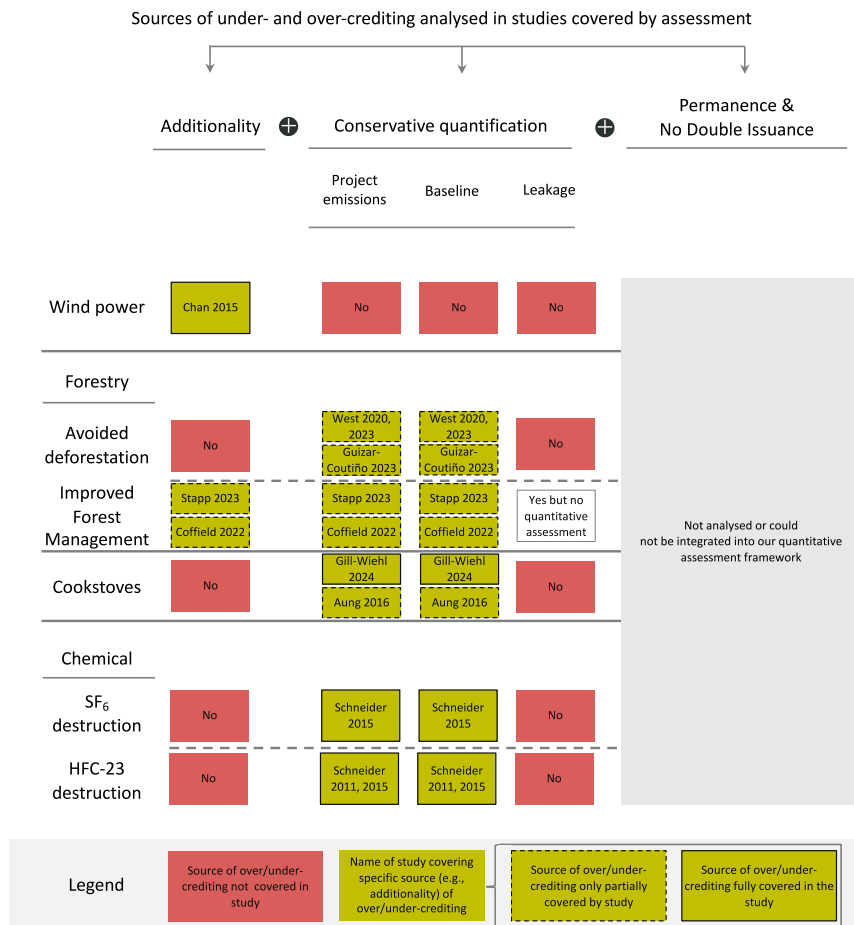 Sources of under- and over-crediting analysed in studies covered by assessment
Additionality
Conservative quantification
Permanence &
No Double Issuance
Project
emissions
Baseline
Leakage
Wind power
Chan 2015
No
No
No
Forestry
Avoided
deforestation
No
West 2020,
2023
Guizar-
Coutiño 2023
West 2020,
2023
Guizar-
Coutiño 2023
No
Improved
Forest
Management
Stapp 2023
Coffield 2022
Stapp 2023
Coffield 2022
Stapp 2023
Coffield 2022
Yes but no
quantitative
assessment
Not analysed or could
not be integrated into our quantitative
assessment framework
Cookstoves
No
Gill-Wiehl
2024
Aung 2016
Gill-Wiehl
2024
Aung 2016
No
Chemical
SF₆
destruction
No
Schneider
2015
Schneider
2015
No
HFC-23
destruction
No
Schneider
2011, 2015
Schneider
2011, 2015
No
Legend
Source of over/under-
crediting not covered in
study
Name of study covering
specific source (e.g.,
additionality) of
over/under-crediting
Source of over/under-
crediting only partially
covered by study
Source of over/under-
crediting fully covered in the
study